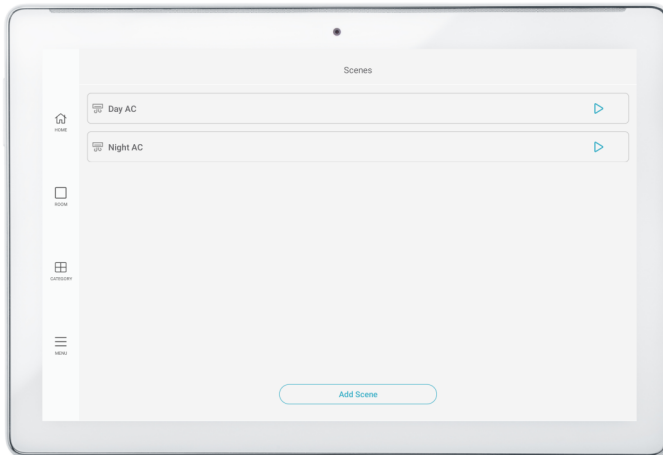 Scenes
Day AC
Night AC
HOME
ROOM
CATEGORY
MENU
Add Scene